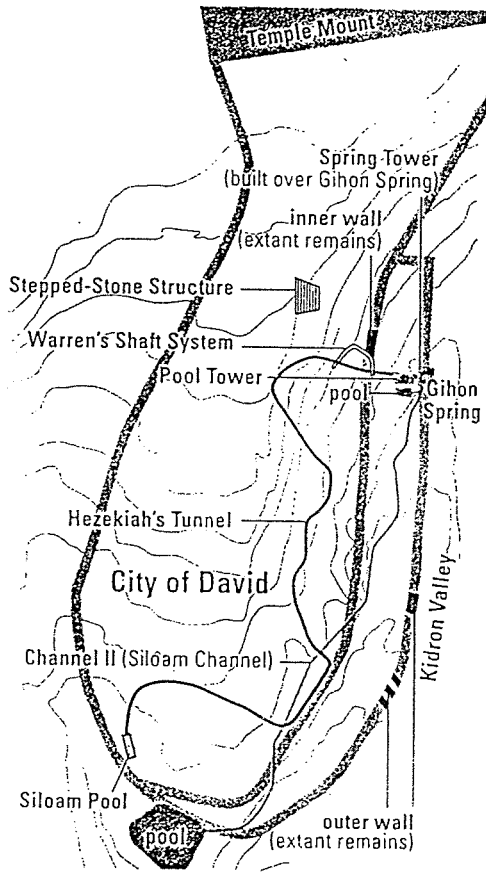 Temple Mount
Spring Tower
(built over Gihon Spring)
inner wall
(extant remains)
Stepped-Stone Structure
Warren's Shaft System
Pool Tower
pool
Gihon
Spring
Hezekiah's Tunnel
City of David
Kidron Valley
Channel II (Siloam Channel)
Siloam Pool
pool
outer wall
(extant remains)